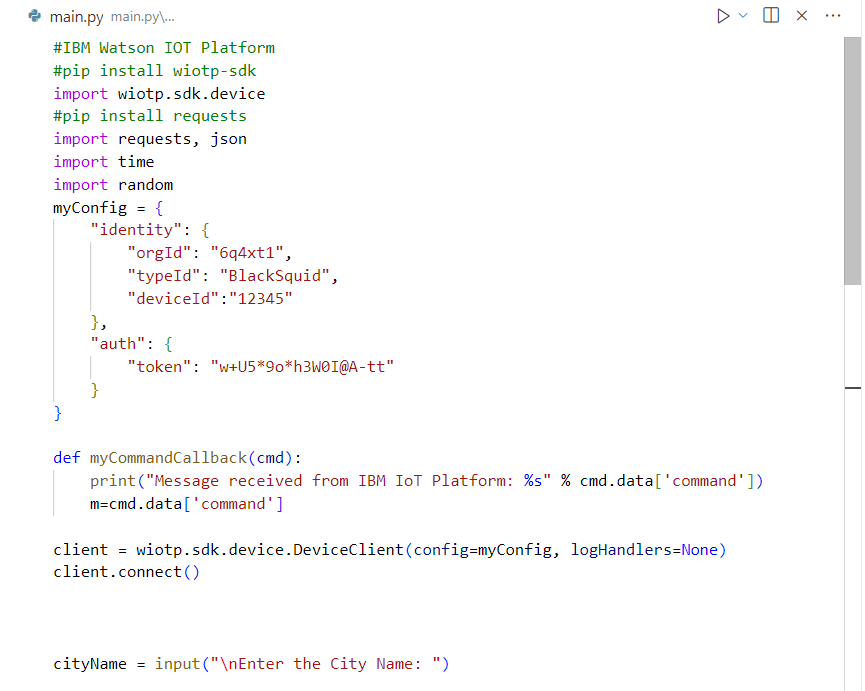 main.py main.py\...
#IBM Watson IOT Platform
#pip install wiotp-sdk
import wiotp.sdk.device
#pip install requests
import requests, json
import time
import random
myConfig = {
    "identity": {
        "orgId": "6q4xt1",
        "typeId": "BlackSquid",
        "deviceId":"12345"
    },
    "auth": {
        "token": "w+U5*9o*h3W0I@A-tt"
    }
}
def myCommandCallback(cmd):
    print("Message received from IBM IoT Platform: %s" % cmd.data['command'])
    m=cmd.data['command']
client = wiotp.sdk.device.DeviceClient(config=myConfig, logHandlers=None)
client.connect()
cityName = input("\nEnter the City Name: ")